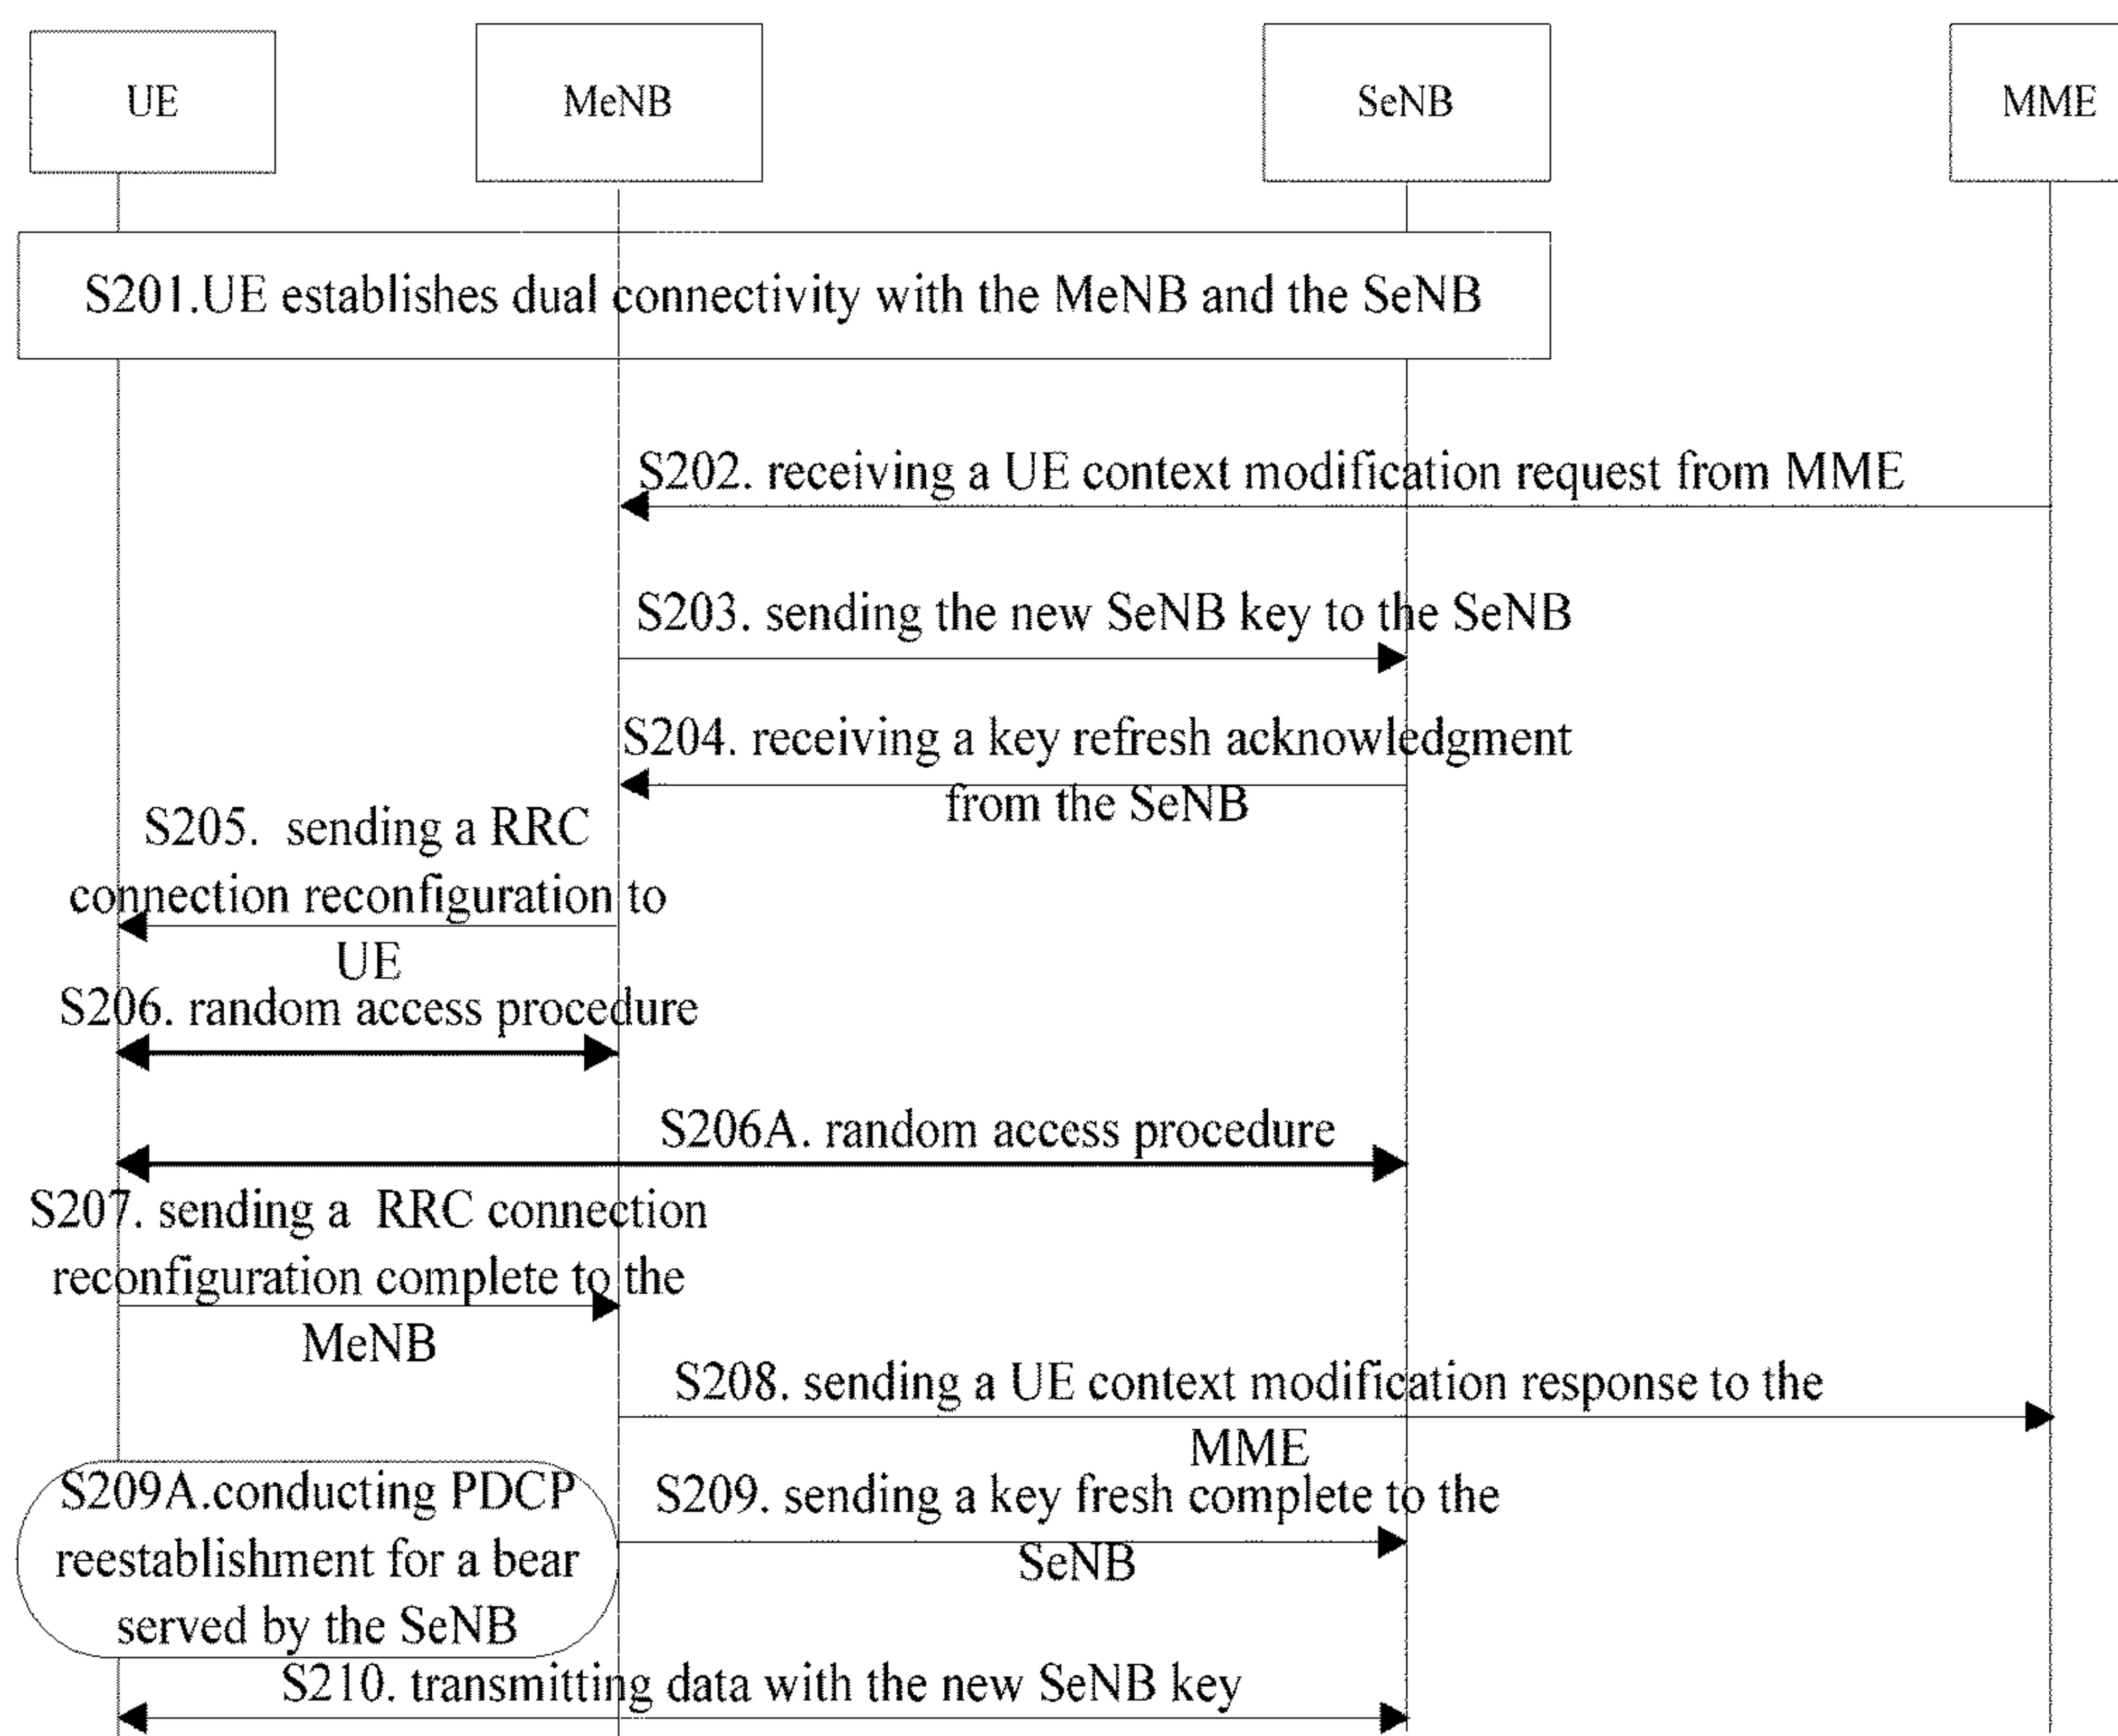 UE
MeNB
SeNB
MME
S201.UE establishes dual connectivity with the MeNB and the SeNB
S202. receiving a UE context modification request from MME
S203. sending the new SeNB key to the SeNB
S204. receiving a key refresh acknowledgment
from the SeNB
S205. sending a RRC
connection reconfiguration to
UE
S206. random access procedure
S206A. random access procedure
S207. sending a RRC connection
reconfiguration complete to the
MeNB
S208. sending a UE context modification response to the
MME
S209A.conducting PDCP
reestablishment for a bear
served by the SeNB
S209. sending a key fresh complete to the
SeNB
S210. transmitting data with the new SeNB key